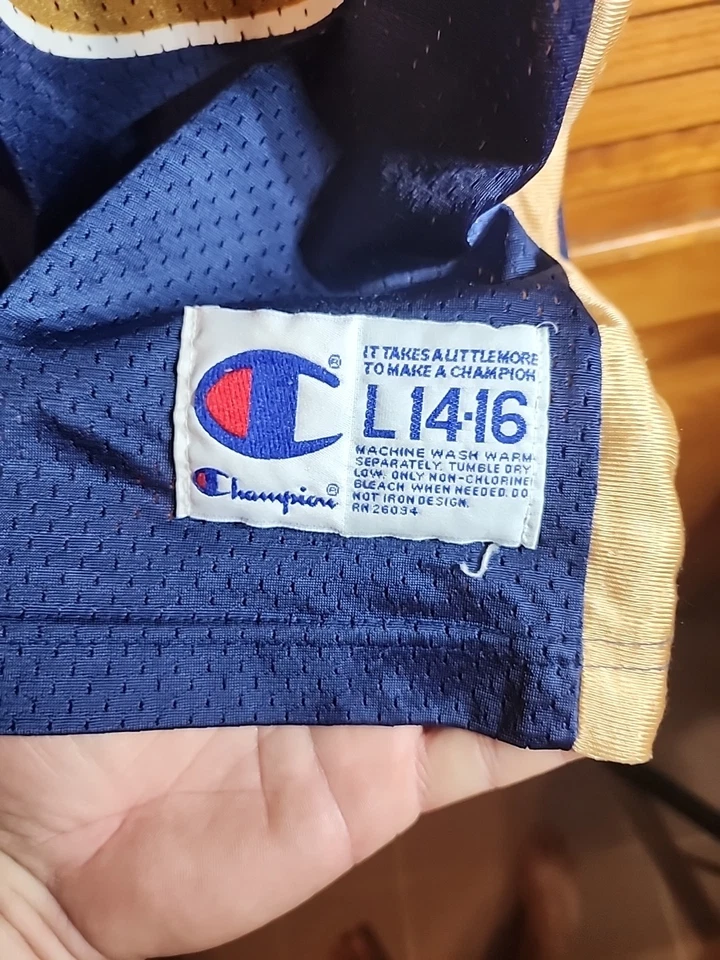 ®
Champion®
IT TAKES A LITTLE MORE
TO MAKE A CHAMPION
L 14-16
MACHINE WASH WARM
SEPARATELY. TUMBLE DRY
LOW. ONLY NON-CHLORINE
BLEACH WHEN NEEDED. DO
NOT IRON DESIGN.
RN 26094